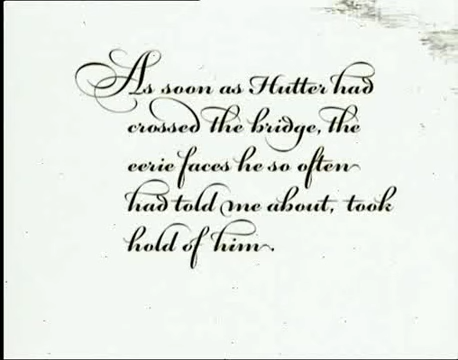 As soon as Hutter had
crossed the bridge, the
eerie faces he so often
had told me about, took
hold of him.